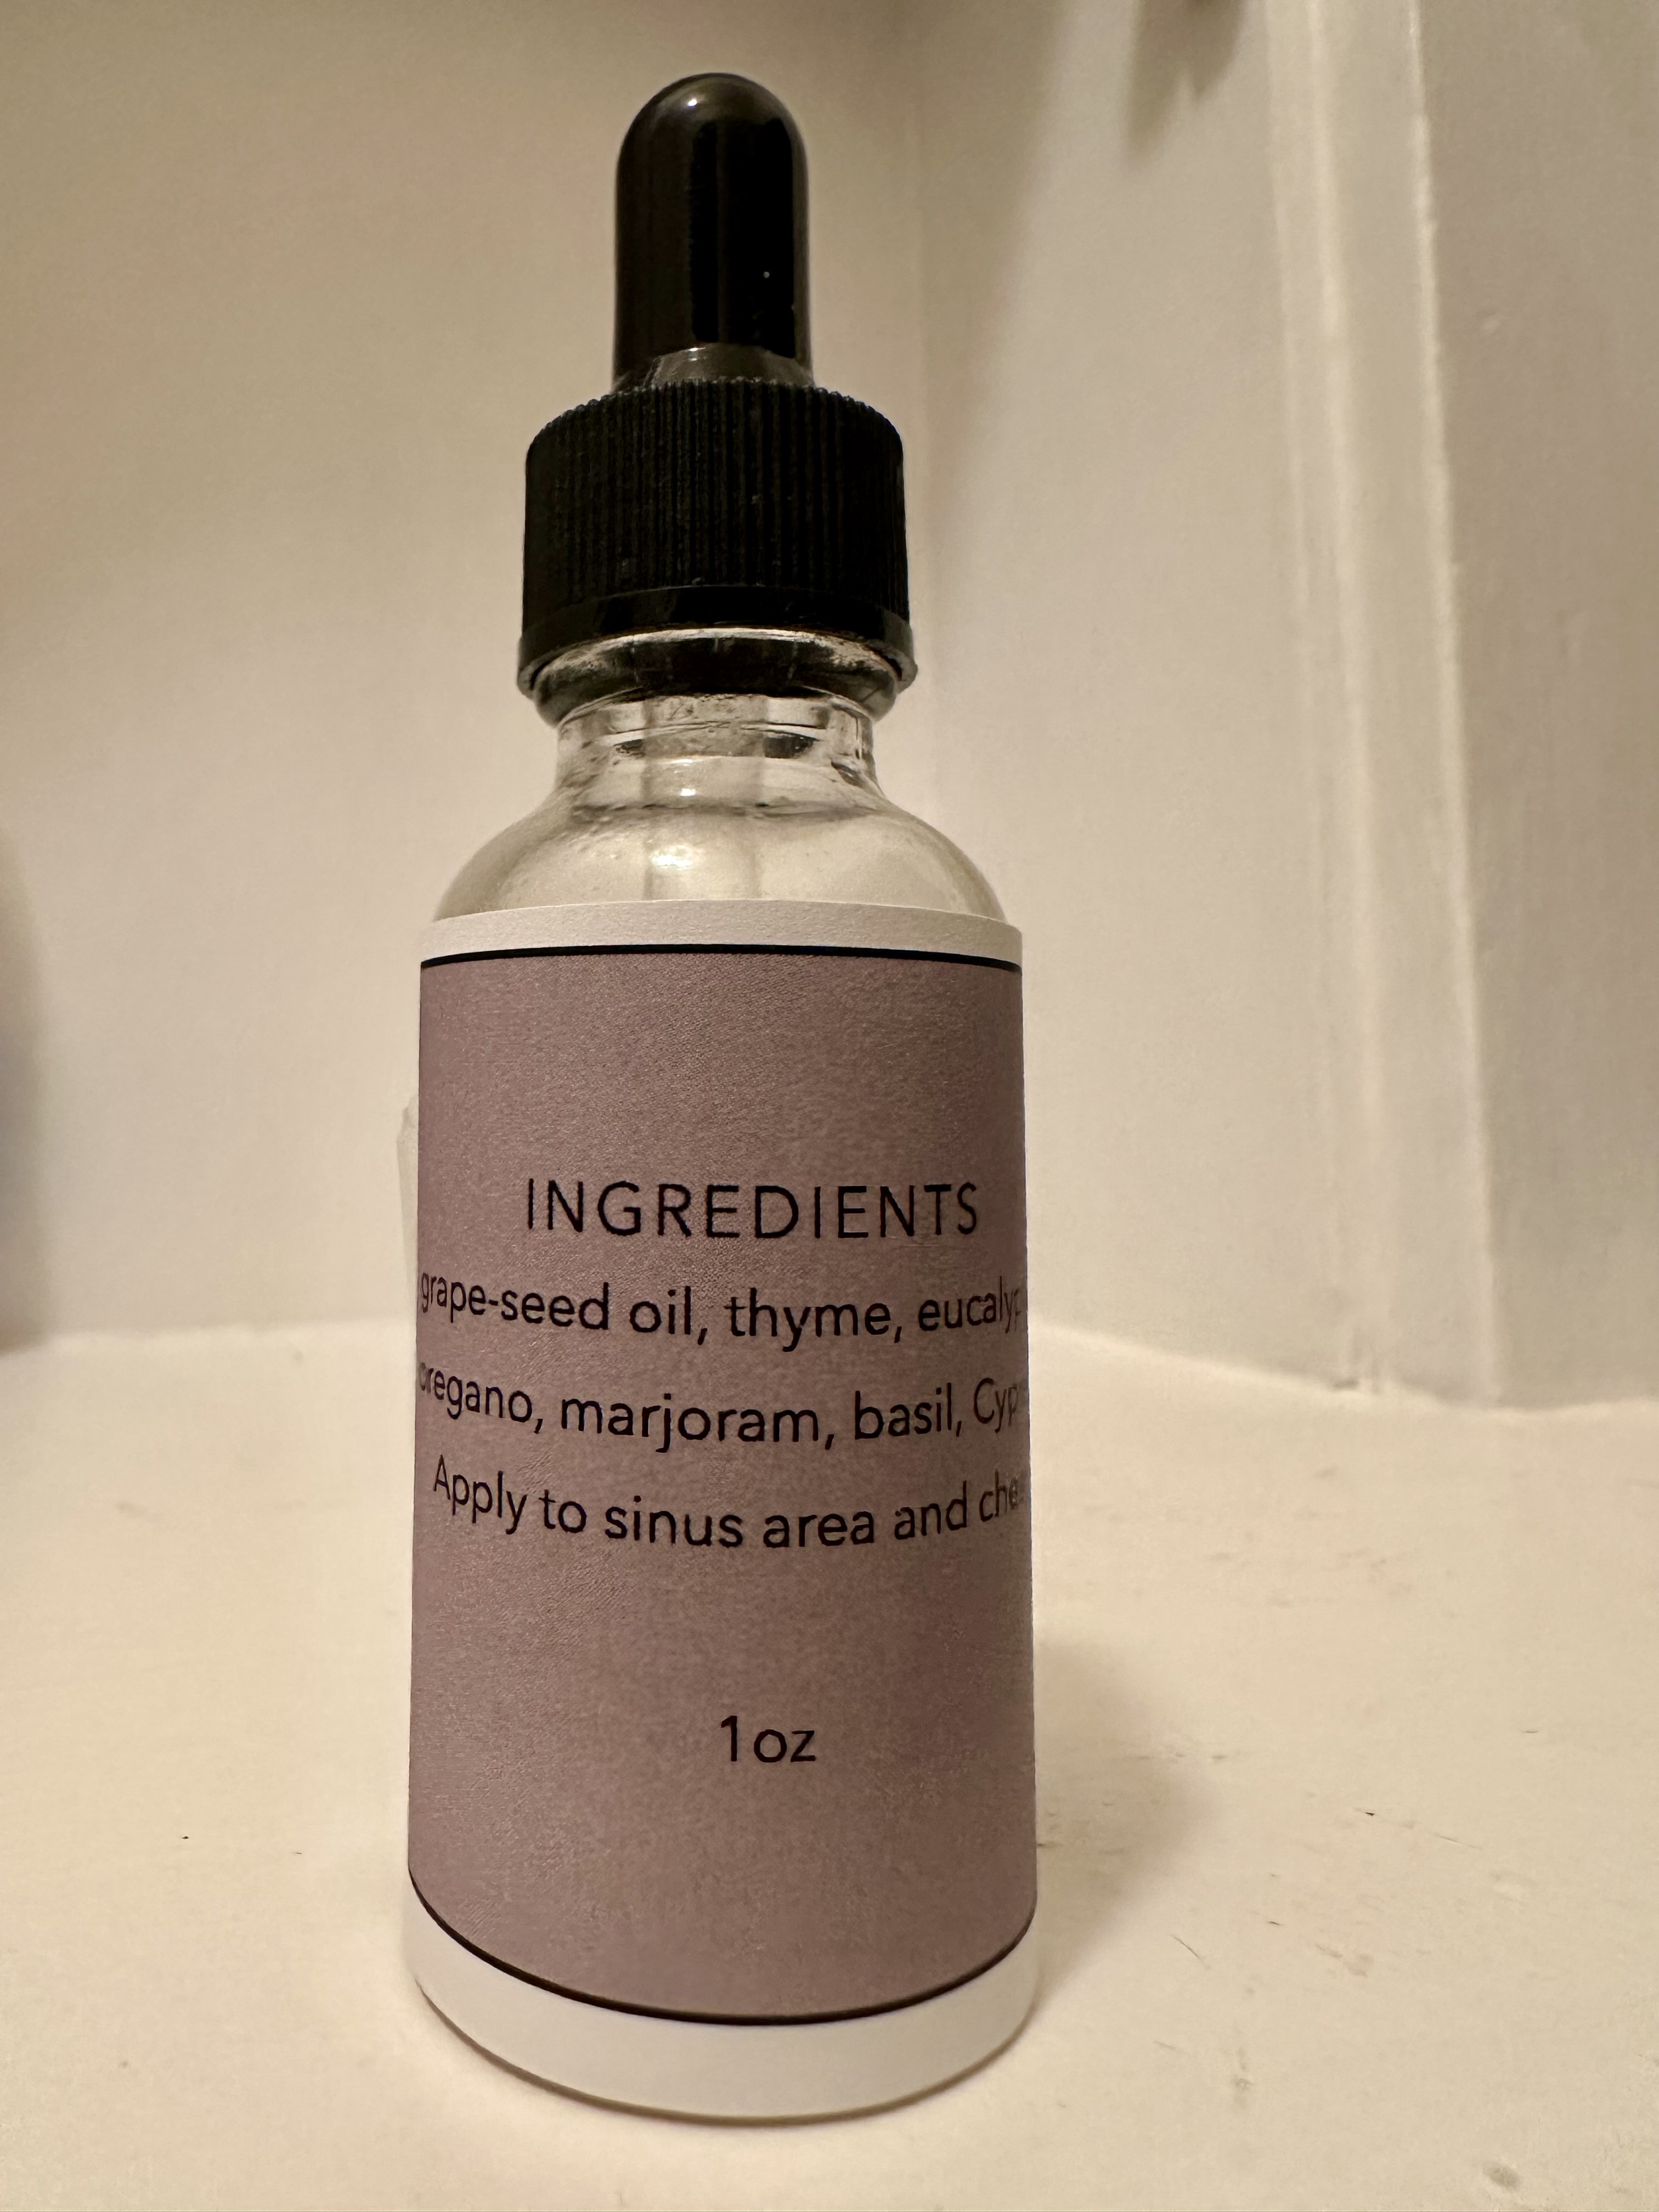 INGREDIENTS
grape-seed oil, thyme,
oregano, marjoram, basil,
Apply to sinus area and
1oz